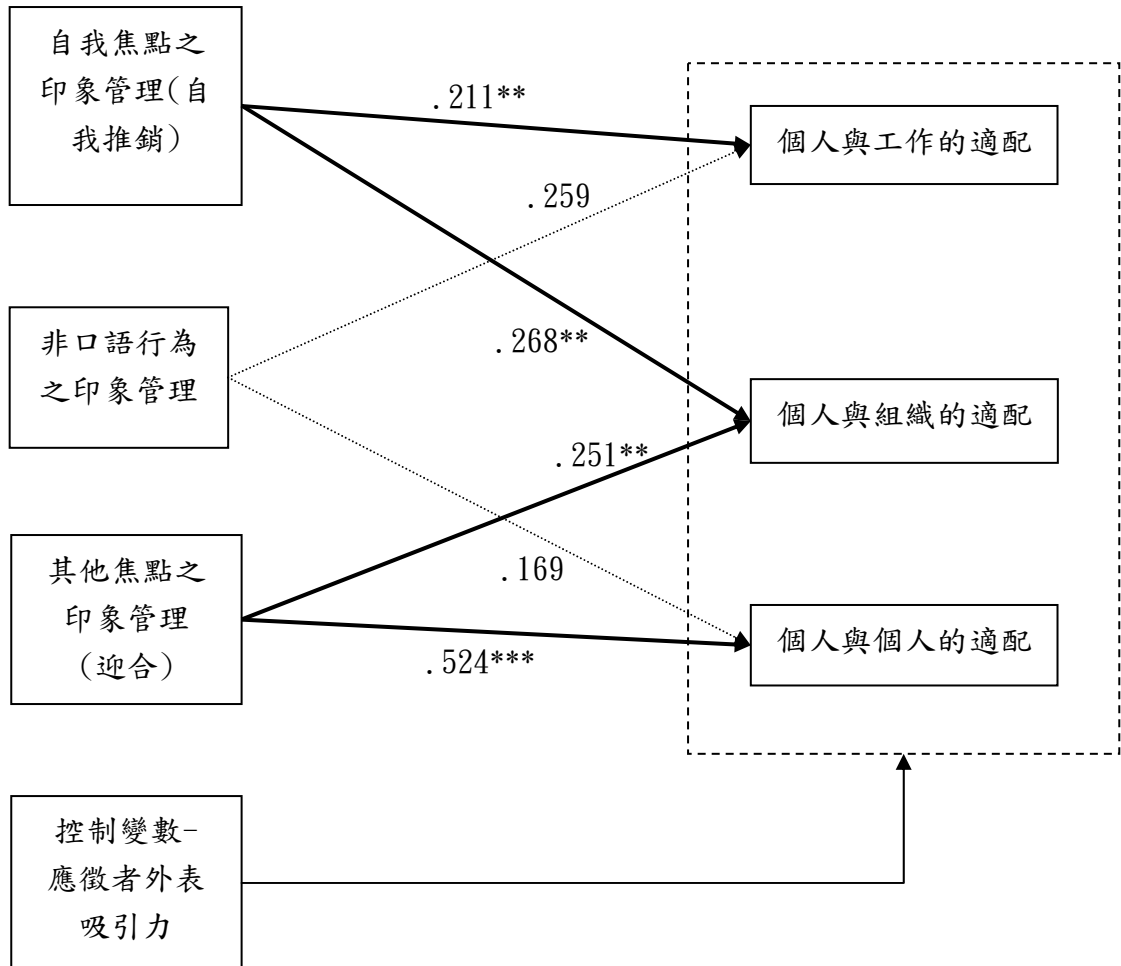 自我焦點之
印象管理(自
我推銷)
.211**
個人與工作的適配
.259
非口語行為
之印象管理
.268**
個人與組織的適配
.251**
其他焦點之
印象管理
(迎合)
.169
個人與個人的適配
.524***
控制變數-
應徵者外表
吸引力